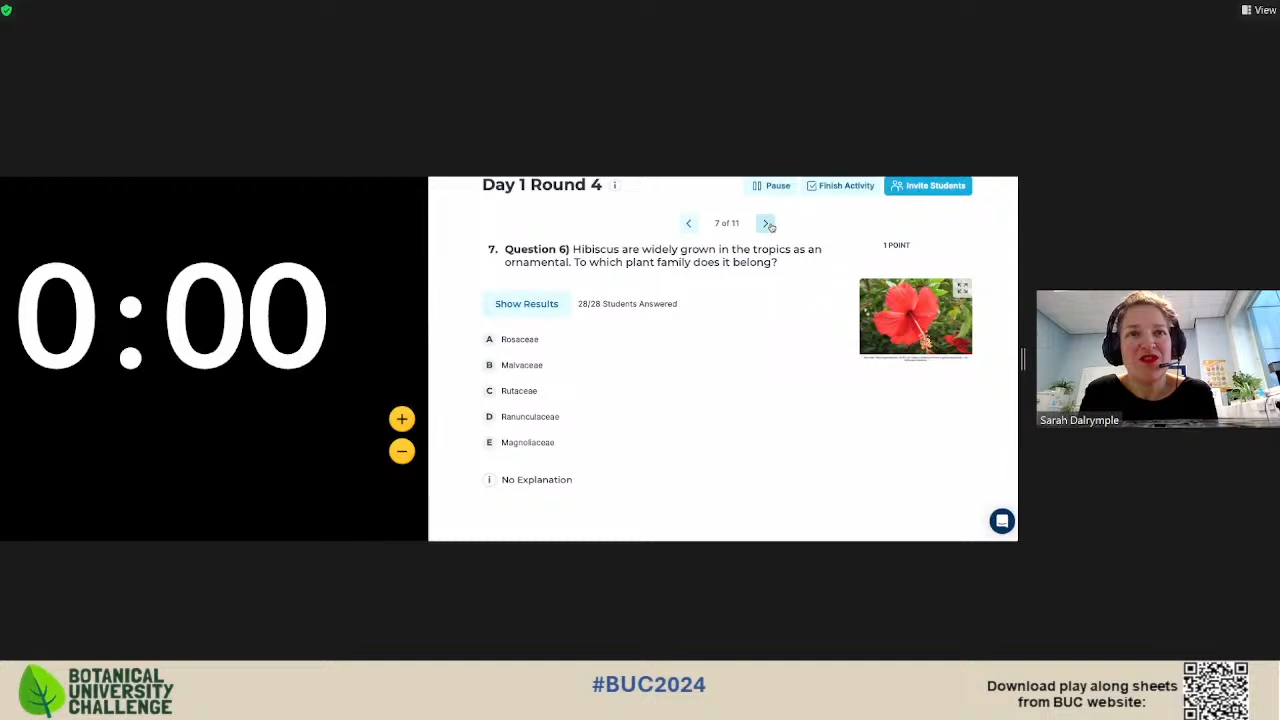 View
0:00
+
−
Day 1 Round 4 i
Pause
Finish Activity
Invite Students
7 of 11
7. Question 6) Hibiscus are widely grown in the tropics as an
ornamental. To which plant family does it belong?
1 POINT
Show Results
28/28 Students Answered
A Rosaceae
B Malvaceae
C Rutaceae
D Ranunculaceae
E Magnoliaceae
i No Explanation
Sarah Dalrymple
BOTANICAL
UNIVERSITY
CHALLENGE
#BUC2024
Download play along sheets
from BUC website: